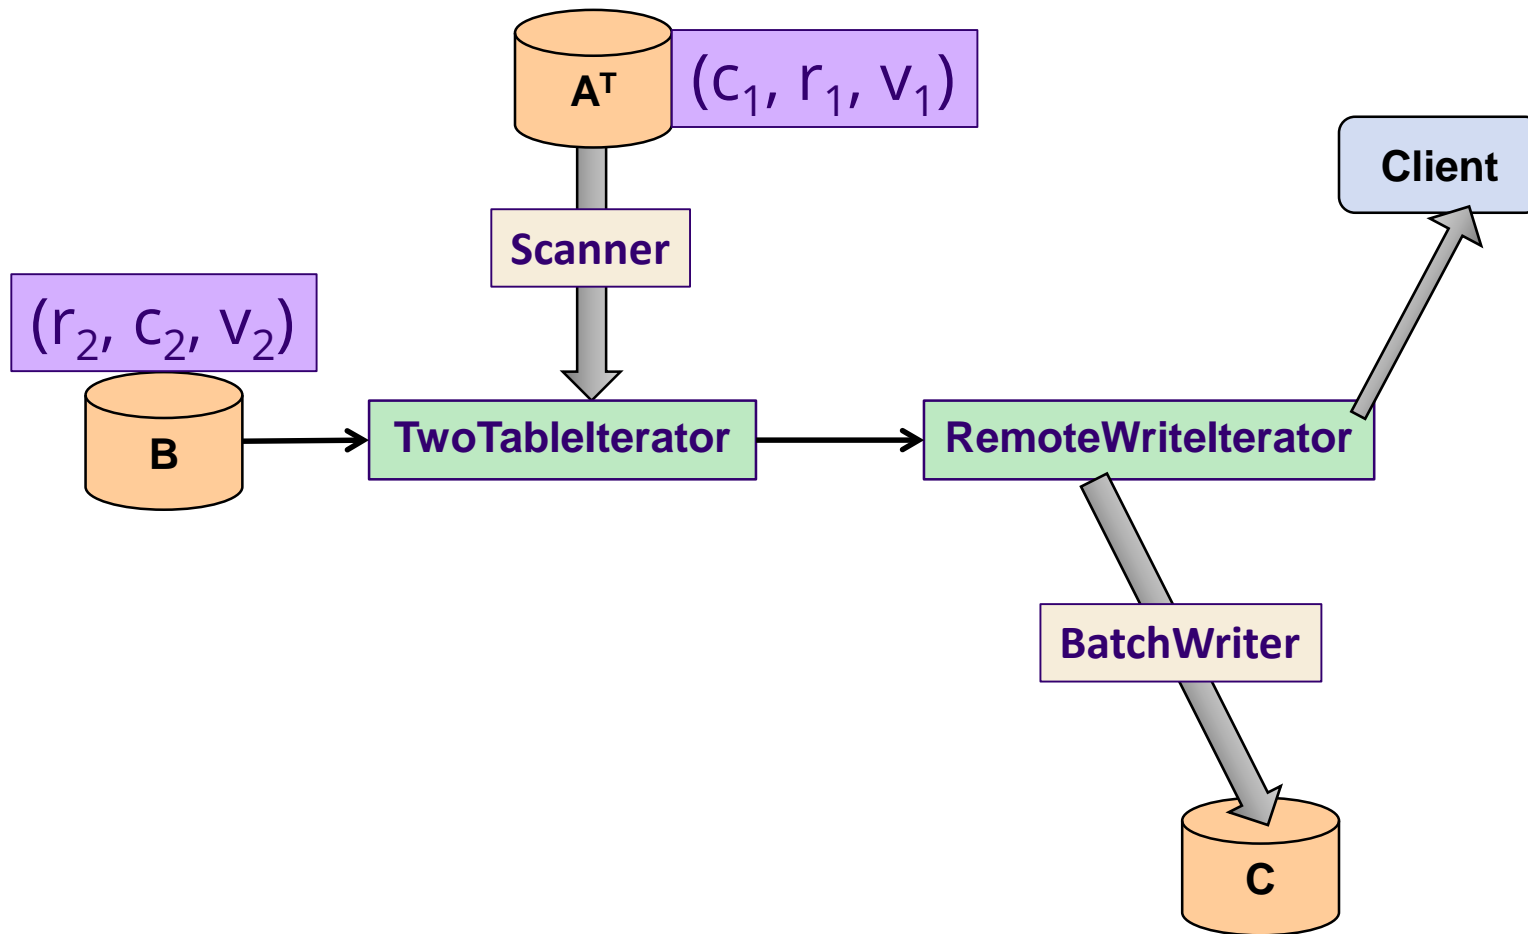 Aᵀ
(c₁, r₁, v₁)
Client
Scanner
(r₂, c₂, v₂)
B
TwoTableIterator
RemoteWriteIterator
BatchWriter
C